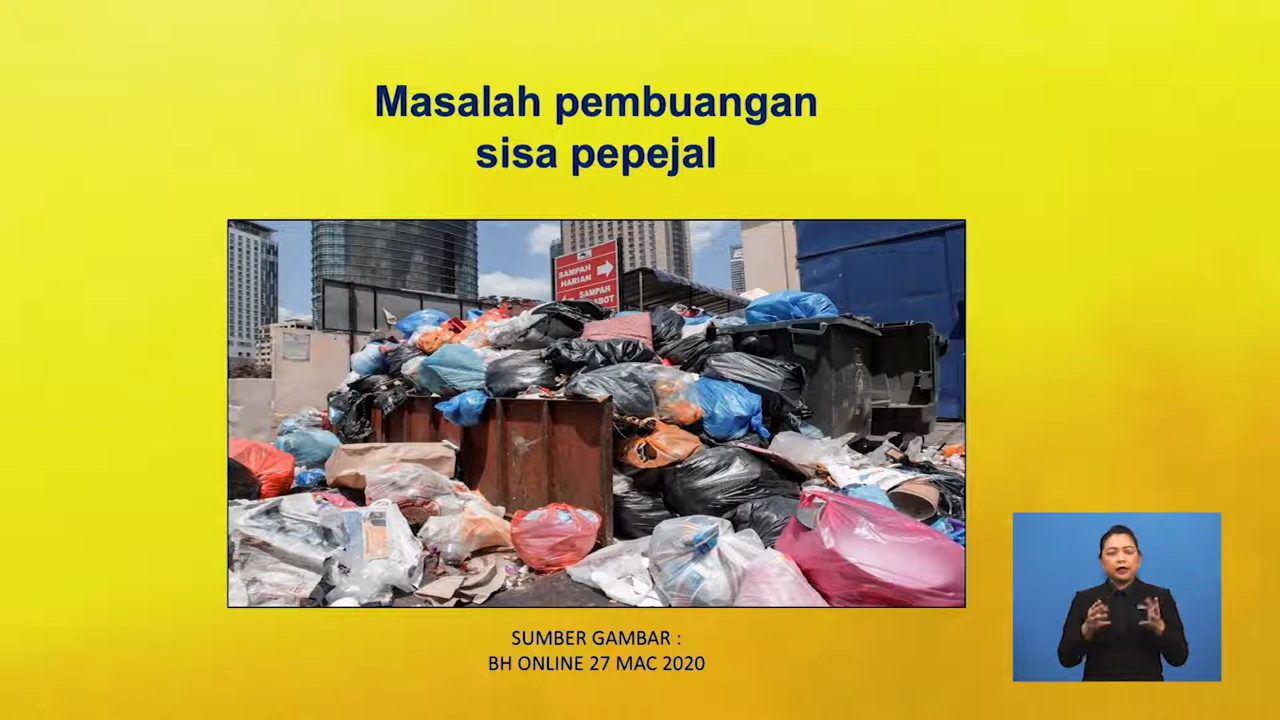 Masalah pembuangan
sisa pepejal
SAMPAH
HARIAN
SAMPAH
SUMBER GAMBAR :
BH ONLINE 27 MAC 2020